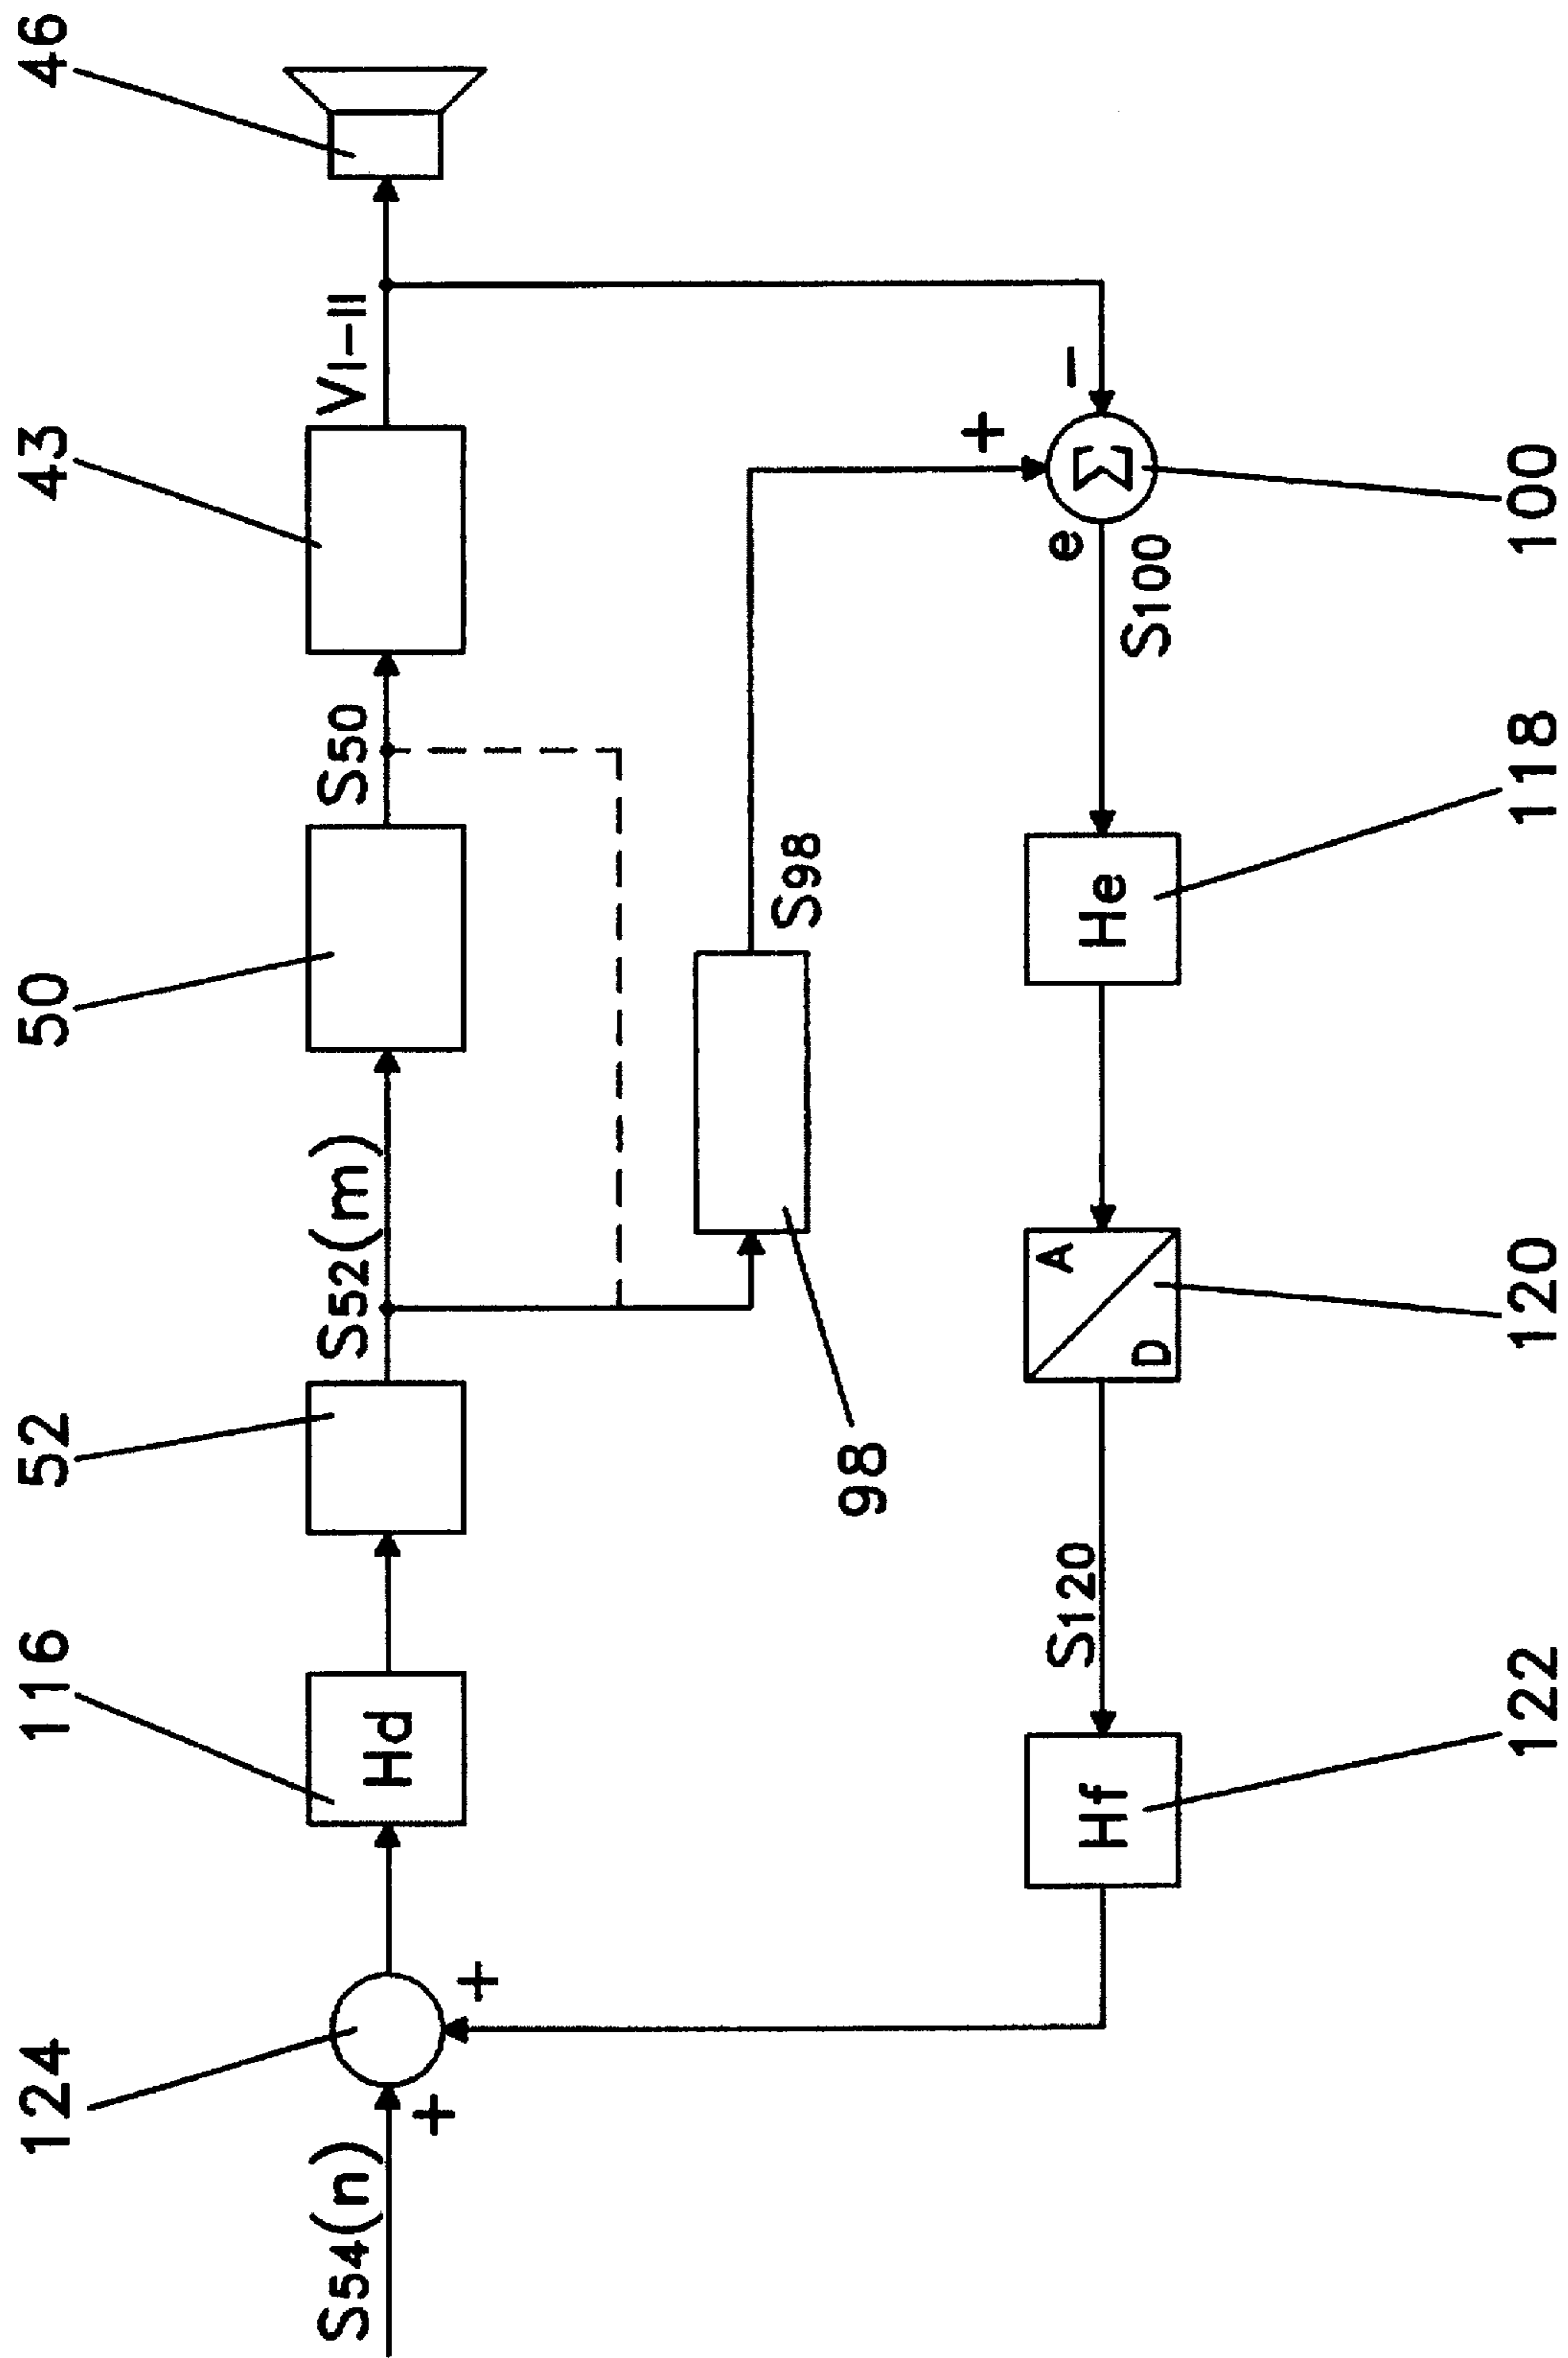 124
116
52
50
43
46
S54(n)
+
+
Hd
S52(m)
S50
VI-II
98
S98
+
-
Σ
e
S100
He
A
D
S120
Hf
122
120
118
100